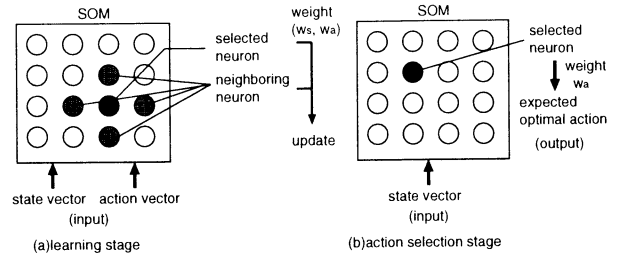 SOM
selected
neuron
neighboring
neuron
weight
(ws, wa)
update
state vector
action vector
(input)
(a)learning stage
SOM
selected
neuron
weight
wa
expected
optimal action
(output)
state vector
(input)
(b)action selection stage